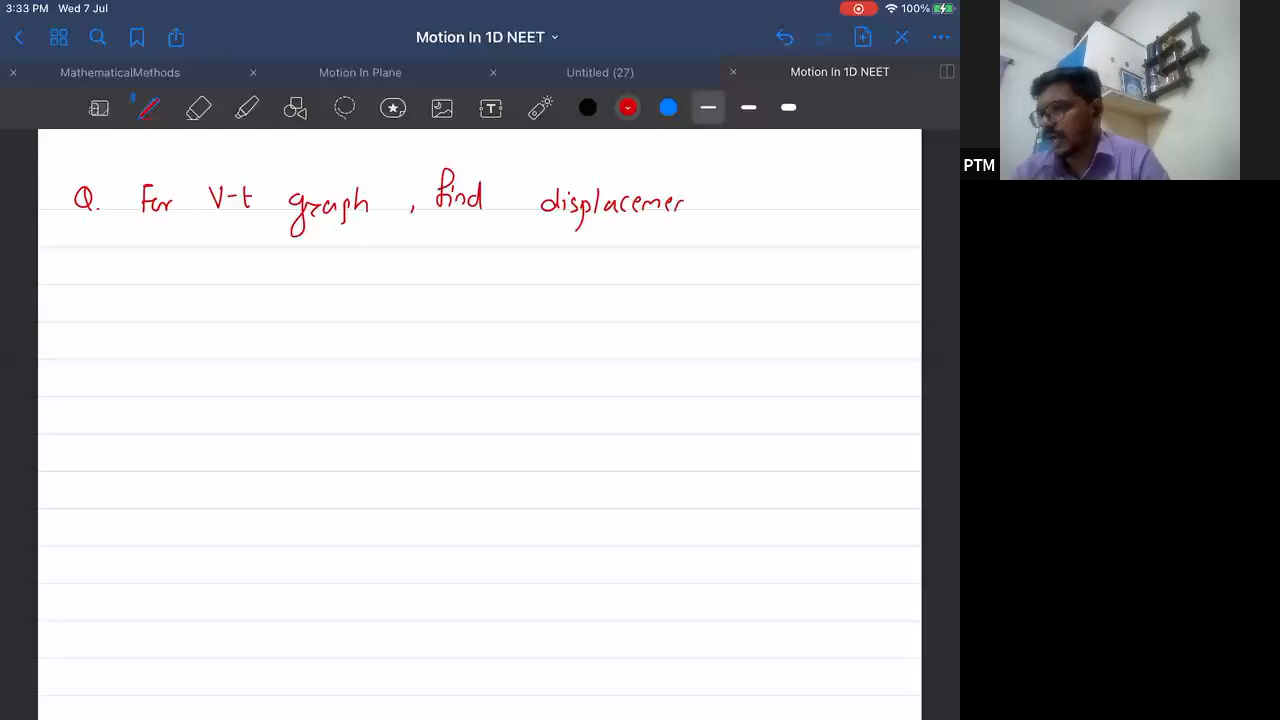 3:33 PM Wed 7 Jul
100%
Motion In 1D NEET
MathematicalMethods
Motion In Plane
Untitled (27)
Motion In 1D NEET
Q. For V-t graph, find displacemen
PTM